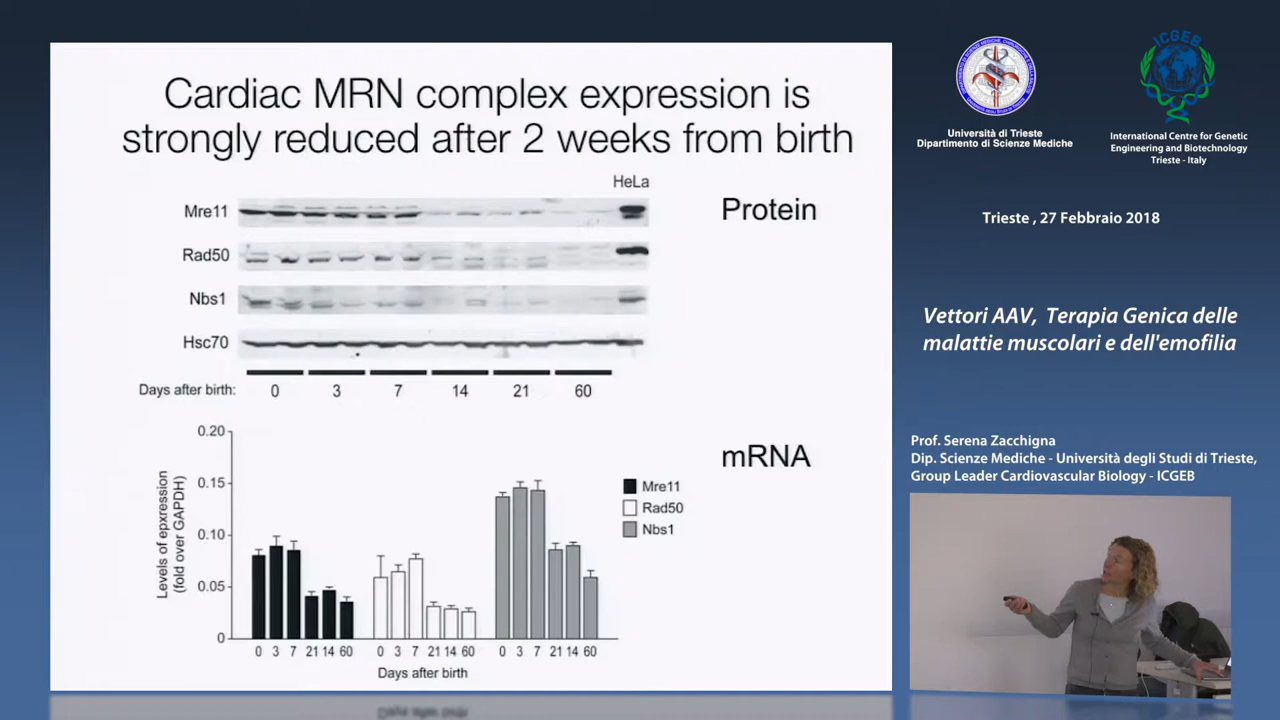 Cardiac MRN complex expression is
strongly reduced after 2 weeks from birth
HeLa
Mre11
Protein
Rad50
Nbs1
Hsc70
Days after birth: 0 3 7 14 21 60
mRNA
Levels of epxression
(fold over GAPDH)
0.20
0.15
0.10
0.05
0
Mre11
Rad50
Nbs1
0 3 7 21 14 60 0 3 7 21 14 60 0 3 7 21 14 60
Days after birth
ICGEB
Università di Trieste
Dipartimento di Scienze Mediche
International Centre for Genetic
Engineering and Biotechnology
Trieste - Italy
Trieste , 27 Febbraio 2018
Vettori AAV, Terapia Genica delle
malattie muscolari e dell'emofilia
Prof. Serena Zacchigna
Dip. Scienze Mediche - Università degli Studi di Trieste,
Group Leader Cardiovascular Biology - ICGEB